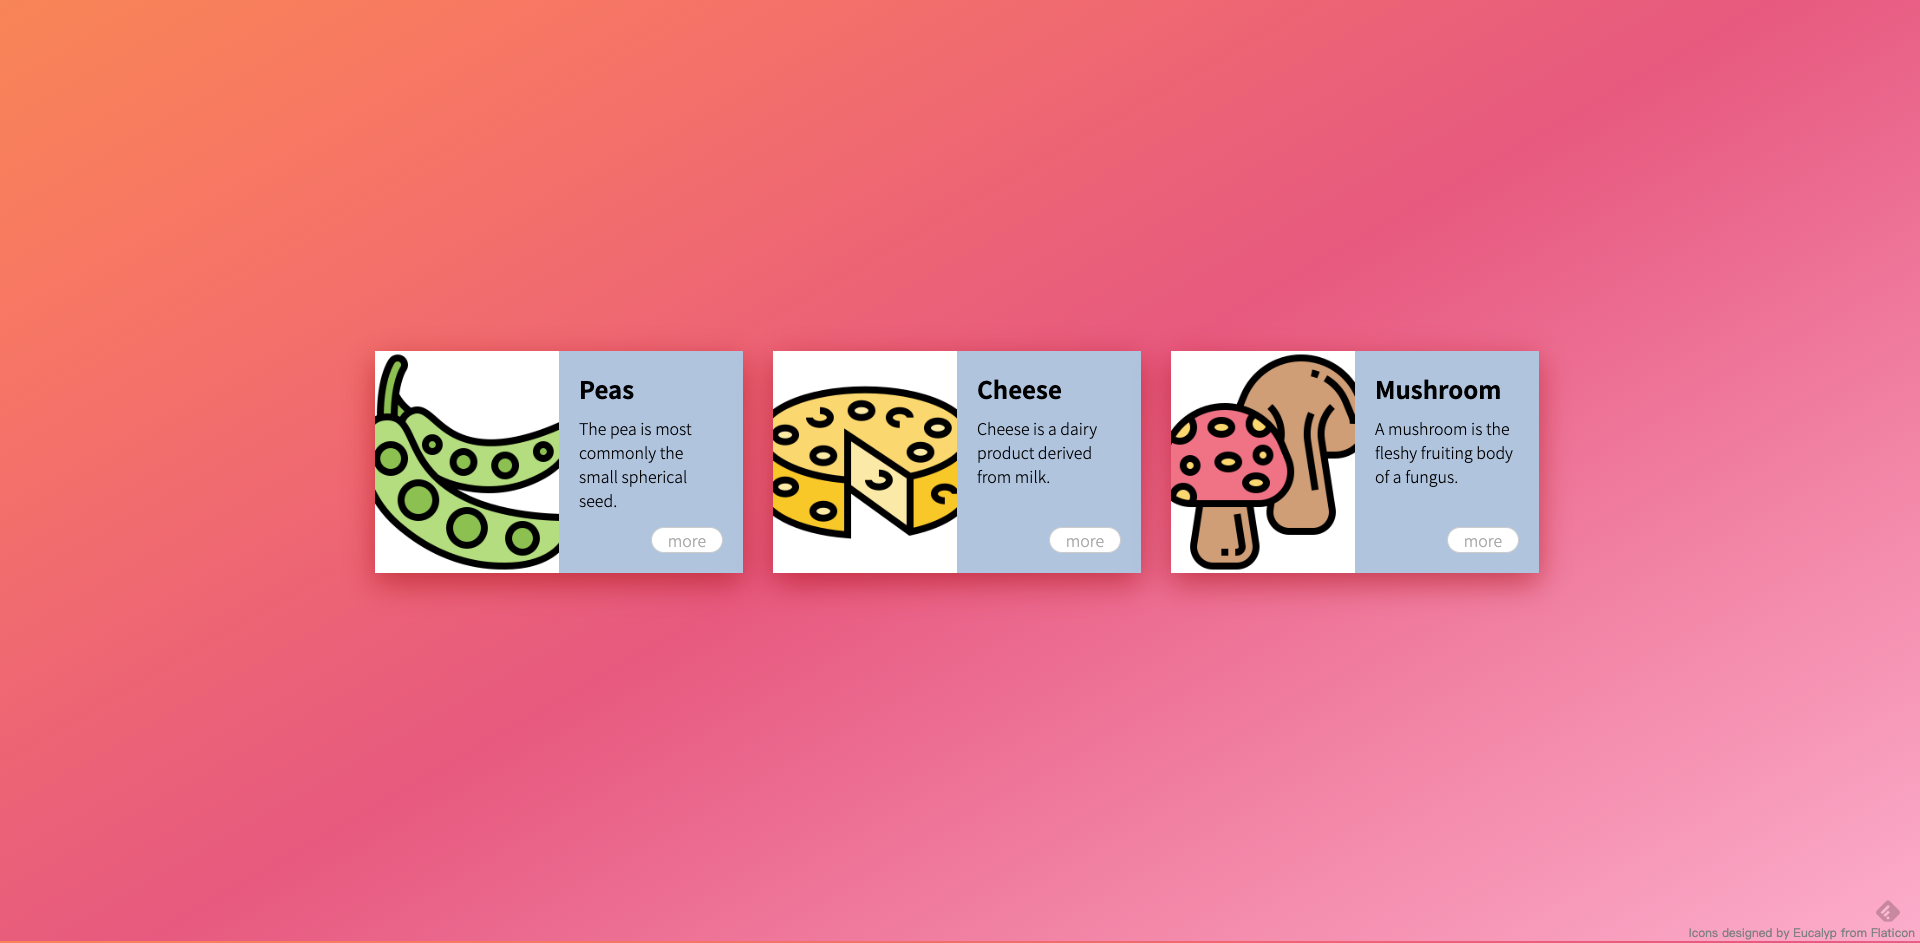 Peas
The pea is most
commonly the
small spherical
seed.
more
Cheese
Cheese is a dairy
product derived
from milk.
more
Mushroom
A mushroom is the
fleshy fruiting body
of a fungus.
more
Icons designed by Eucalyp from Flaticon